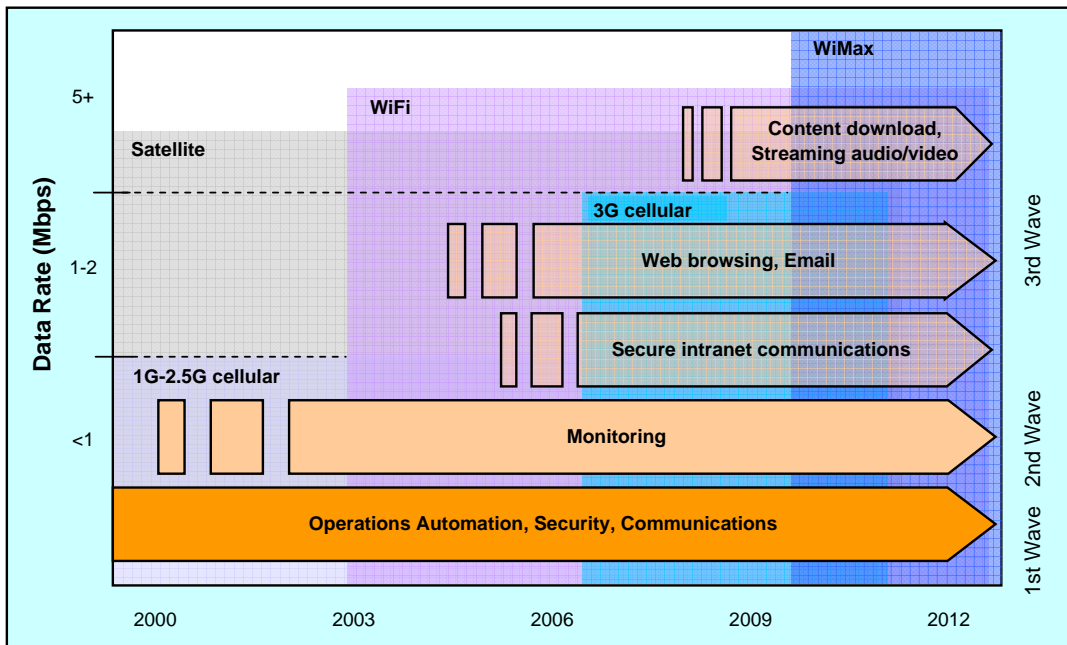 WiMax
5+
WiFi
Content download,
Streaming audio/video
Satellite
3G cellular
Data Rate (Mbps)
1-2
Web browsing, Email
3rd Wave
Secure intranet communications
1G-2.5G cellular
<1
Monitoring
2nd Wave
Operations Automation, Security, Communications
1st Wave
2000
2003
2006
2009
2012